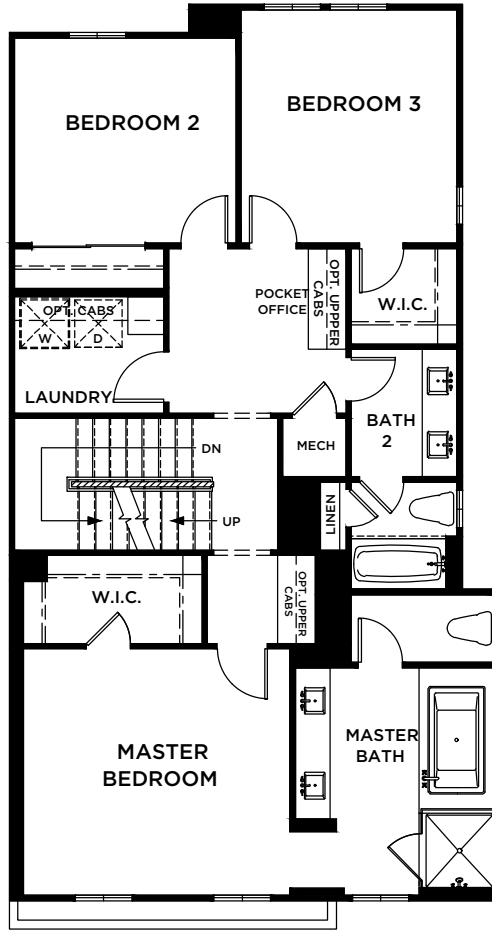 BEDROOM 2
BEDROOM 3
POCKET
OFFICE
OPT. UPPPER
CABS
W.I.C.
OPT. CABS
W
D
LAUNDRY
BATH
2
MECH
DN
UP
LINEN
W.I.C.
OPT. UPPER
CABS
MASTER
BEDROOM
MASTER
BATH